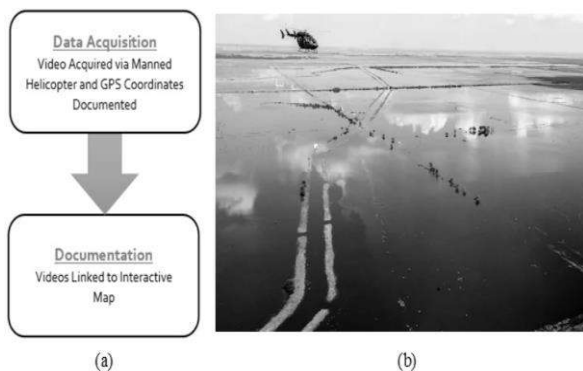 Data Acquisition
Video Acquired via Manned
Helicopter and GPS Coordinates
Documented
Documentation
Videos Linked to Interactive
Map
(a)
(b)